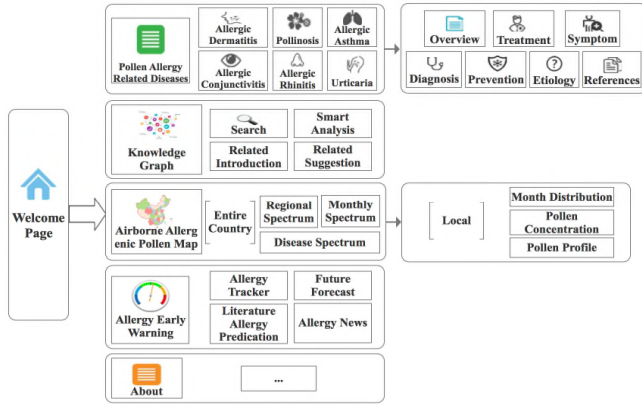 Welcome
Page
Pollen Allergy
Related Diseases
Allergic
Dermatitis
Pollinosis
Allergic
Asthma
Allergic
Conjunctivitis
Allergic
Rhinitis
Urticaria
Overview
Treatment
Symptom
Diagnosis
Prevention
Etiology
References
Knowledge
Graph
Search
Smart
Analysis
Related
Introduction
Related
Suggestion
Airborne Allerg
enic Pollen Map
Entire
Country
Regional
Spectrum
Monthly
Spectrum
Disease Spectrum
Local
Month Distribution
Pollen
Concentration
Pollen Profile
Allergy Early
Warning
Allergy
Tracker
Future
Forecast
Literature
Allergy
Predication
Allergy News
About
...